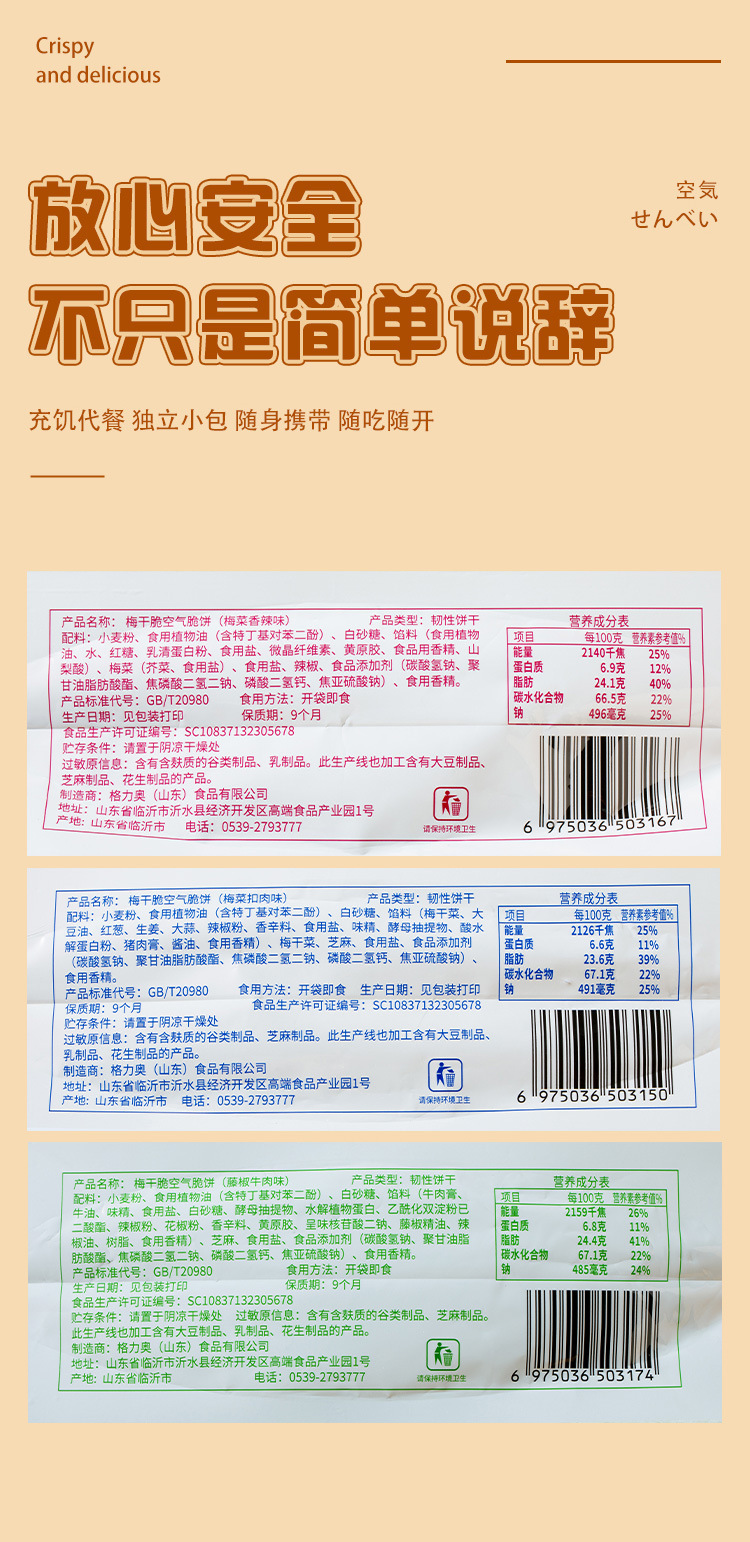 Crispy
and delicious
放心安全
空気
せんべい
不只是简单说辞
充饥代餐 独立小包 随身携带 随吃随开
产品名称：梅干脆空气脆饼（梅菜香辣味） 产品类型：韧性饼干
配料：小麦粉、食用植物油（含特丁基对苯二酚）、白砂糖、馅料（食用植物
油、水、红糖、乳清蛋白粉、食用盐、微晶纤维素、黄原胶、食品用香精、山
梨酸）、梅菜（芥菜、食用盐）、食用盐、辣椒、食品添加剂（碳酸氢钠、聚
甘油脂肪酸酯、焦磷酸二氢二钠、磷酸二氢钙、焦亚硫酸钠）、食用香精。
产品标准代号：GB/T20980 食用方法：开袋即食
生产日期：见包装打印 保质期：9个月
食品生产许可证编号：SC10837132305678
贮存条件：请置于阴凉干燥处
过敏原信息：含有含麸质的谷类制品、乳制品。此生产线也加工含有大豆制品、
芝麻制品、花生制品的产品。
制造商：格力奥（山东）食品有限公司
地址：山东省临沂市沂水县经济开发区高端食品产业园1号
产地：山东省临沂市 电话：0539-2793777
请保持环境卫生
营养成分表
项目 每100克 营养素参考值%
能量 2140千焦 25%
蛋白质 6.9克 12%
脂肪 24.1克 40%
碳水化合物 66.5克 22%
钠 496毫克 25%
6 975036 503167
产品名称：梅干脆空气脆饼（梅菜扣肉味） 产品类型：韧性饼干
配料：小麦粉、食用植物油（含特丁基对苯二酚）、白砂糖、馅料（梅干菜、大
豆油、红葱、生姜、大蒜、辣椒粉、香辛料、食用盐、味精、酵母抽提物、酸水
解蛋白粉、猪肉膏、酱油、食用香精）、梅干菜、芝麻、食用盐、食品添加剂
（碳酸氢钠、聚甘油脂肪酸酯、焦磷酸二氢二钠、磷酸二氢钙、焦亚硫酸钠）、
食用香精。
产品标准代号：GB/T20980 食用方法：开袋即食 生产日期：见包装打印
保质期：9个月 食品生产许可证编号：SC10837132305678
贮存条件：请置于阴凉干燥处
过敏原信息：含有含麸质的谷类制品、芝麻制品。此生产线也加工含有大豆制品、
乳制品、花生制品的产品。
制造商：格力奥（山东）食品有限公司
地址：山东省临沂市沂水县经济开发区高端食品产业园1号
产地：山东省临沂市 电话：0539-2793777
请保持环境卫生
营养成分表
项目 每100克 营养素参考值%
能量 2126千焦 25%
蛋白质 6.6克 11%
脂肪 23.6克 39%
碳水化合物 67.1克 22%
钠 491毫克 25%
6 975036 503150
产品名称：梅干脆空气脆饼（藤椒牛肉味） 产品类型：韧性饼干
配料：小麦粉、食用植物油（含特丁基对苯二酚）、白砂糖、馅料（牛肉膏、
牛油、味精、食用盐、白砂糖、酵母抽提物、水解植物蛋白、乙酰化双淀粉已
二酸酯、辣椒粉、花椒粉、香辛料、黄原胶、呈味核苷酸二钠、藤椒精油、辣
椒油、树脂、食用香精）、芝麻、食用盐、食品添加剂（碳酸氢钠、聚甘油脂
肪酸酯、焦磷酸二氢二钠、磷酸二氢钙、焦亚硫酸钠）、食用香精。
产品标准代号：GB/T20980 食用方法：开袋即食
生产日期：见包装打印 保质期：9个月
食品生产许可证编号：SC10837132305678
贮存条件：请置于阴凉干燥处 过敏原信息：含有含麸质的谷类制品、芝麻制品。
此生产线也加工含有大豆制品、乳制品、花生制品的产品。
制造商：格力奥（山东）食品有限公司
地址：山东省临沂市沂水县经济开发区高端食品产业园1号
产地：山东省临沂市 电话：0539-2793777
请保持环境卫生
营养成分表
项目 每100克 营养素参考值%
能量 2159千焦 26%
蛋白质 6.8克 11%
脂肪 24.4克 41%
碳水化合物 67.1克 22%
钠 485毫克 24%
6 975036 503174